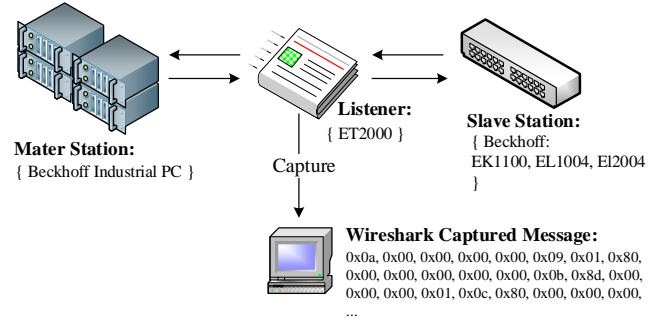 Mater Station:
{ Beckhoff Industrial PC }
Listener:
{ ET2000 }
Slave Station:
{ Beckhoff:
EK1100, EL1004, El2004
}
Capture
Wireshark Captured Message:
0x0a, 0x00, 0x00, 0x00, 0x00, 0x09, 0x01, 0x80,
0x00, 0x00, 0x00, 0x00, 0x00, 0x0b, 0x8d, 0x00,
0x00, 0x00, 0x01, 0x0c, 0x80, 0x00, 0x00, 0x00,
...